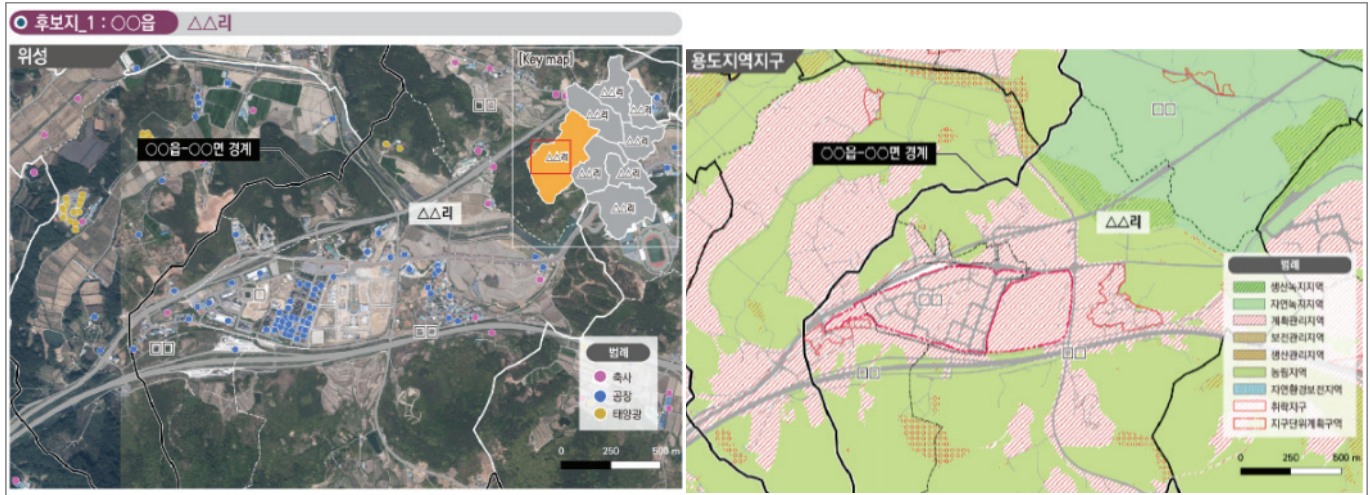 후보지_1 : ○○읍 △△리
위성
[Key map]
△△리
△△리
△△리
△△리
△△리
△△리
△△리
△△리
□□
○○읍-○○면 경계
△△리
□□
□□
□□
범례
축사
공장
태양광
0 250 500 m
용도지역지구
□□
○○읍-○○면 경계
△△리
□□
□□
□□
범례
생산녹지지역
자연녹지지역
계획관리지역
보전관리지역
생산관리지역
농림지역
자연환경보전지역
취락지구
지구단위계획구역
0 250 500 m